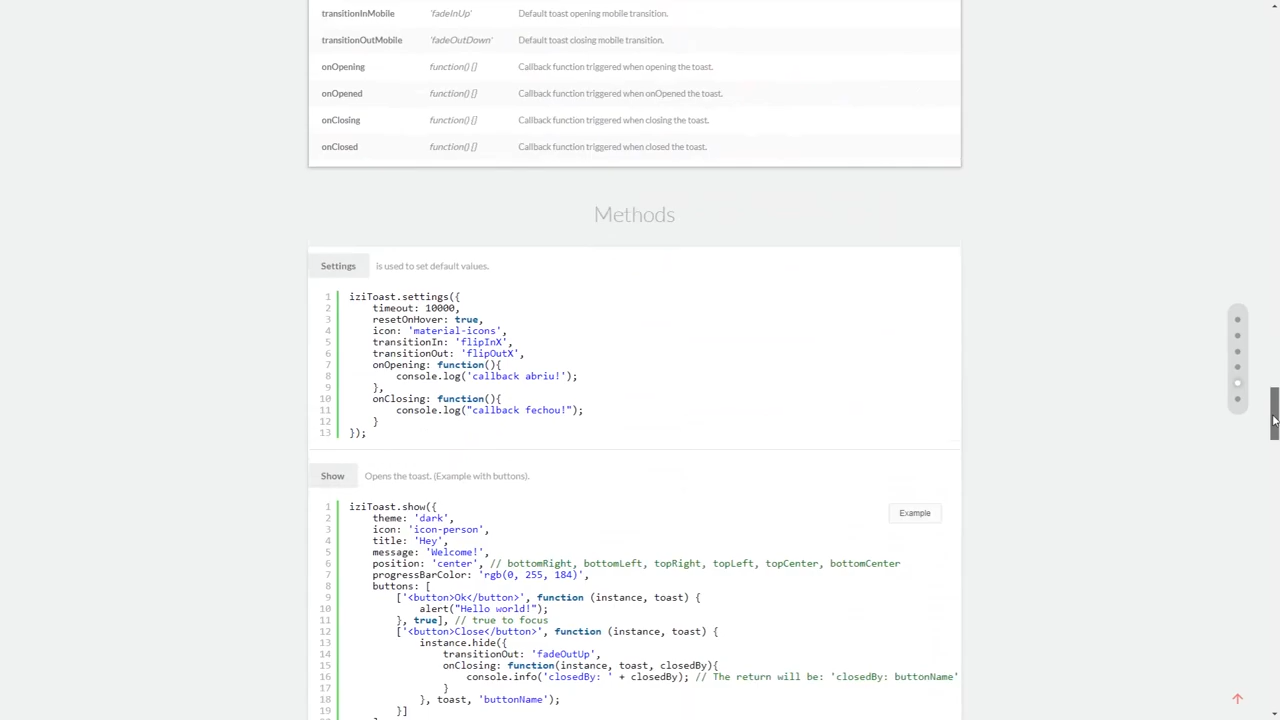 transitionInMobile 'fadeInUp' Default toast opening mobile transition.
transitionOutMobile 'fadeOutDown' Default toast closing mobile transition.
onOpening function() {} Callback function triggered when opening the toast.
onOpened function() {} Callback function triggered when onOpened the toast.
onClosing function() {} Callback function triggered when closing the toast.
onClosed function() {} Callback function triggered when closed the toast.
Methods
Settings is used to set default values.
1 iziToast.settings({
2 timeout: 10000,
3 resetOnHover: true,
4 icon: 'material-icons',
5 transitionIn: 'flipInX',
6 transitionOut: 'flipOutX',
7 onOpening: function(){
8 console.log('callback abriu!');
9 },
10 onClosing: function(){
11 console.log("callback fechou!");
12 }
13 });
Show Opens the toast. (Example with buttons).
1 iziToast.show({
Example
2 theme: 'dark',
3 icon: 'icon-person',
4 title: 'Hey',
5 message: 'Welcome!',
6 position: 'center', // bottomRight, bottomLeft, topRight, topLeft, topCenter, bottomCenter
7 progressBarColor: 'rgb(0, 255, 184)',
8 buttons: [
9 ['<button>Ok</button>', function (instance, toast) {
10 alert("Hello world!");
11 }, true], // true to focus
12 ['<button>Close</button>', function (instance, toast) {
13 instance.hide({
14 transitionOut: 'fadeOutUp',
15 onClosing: function(instance, toast, closedBy){
16 console.info('closedBy: ' + closedBy); // The return will be: 'closedBy: buttonName'
17 }
18 }, toast, 'buttonName');
19 }]